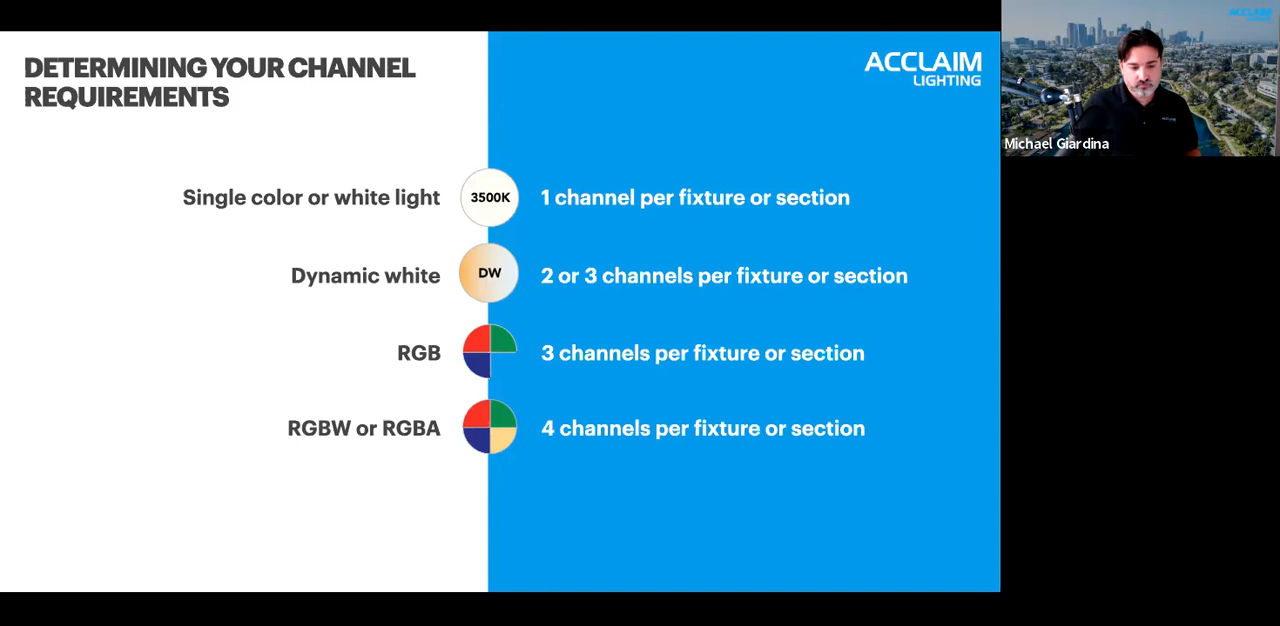 DETERMINING YOUR CHANNEL
REQUIREMENTS
ACCLAIM
LIGHTING
Single color or white light
3500K
1 channel per fixture or section
Dynamic white
DW
2 or 3 channels per fixture or section
RGB
3 channels per fixture or section
RGBW or RGBA
4 channels per fixture or section
ACCLAIM
Michael Giardina